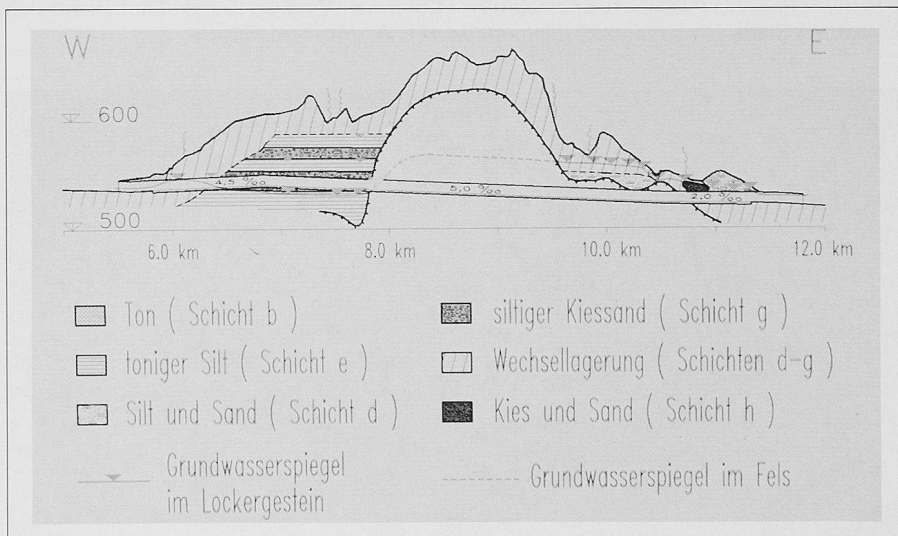 W E
600
4,5 ‰ 5,0 ‰ 2,0 ‰
500
6.0 km 8.0 km 10.0 km 12.0 km
Ton ( Schicht b )
toniger Silt ( Schicht e )
Silt und Sand ( Schicht d )
Grundwasserspiegel
im Lockergestein
siltiger Kiessand ( Schicht g )
Wechsellagerung ( Schichten d-g )
Kies und Sand ( Schicht h )
Grundwasserspiegel im Fels